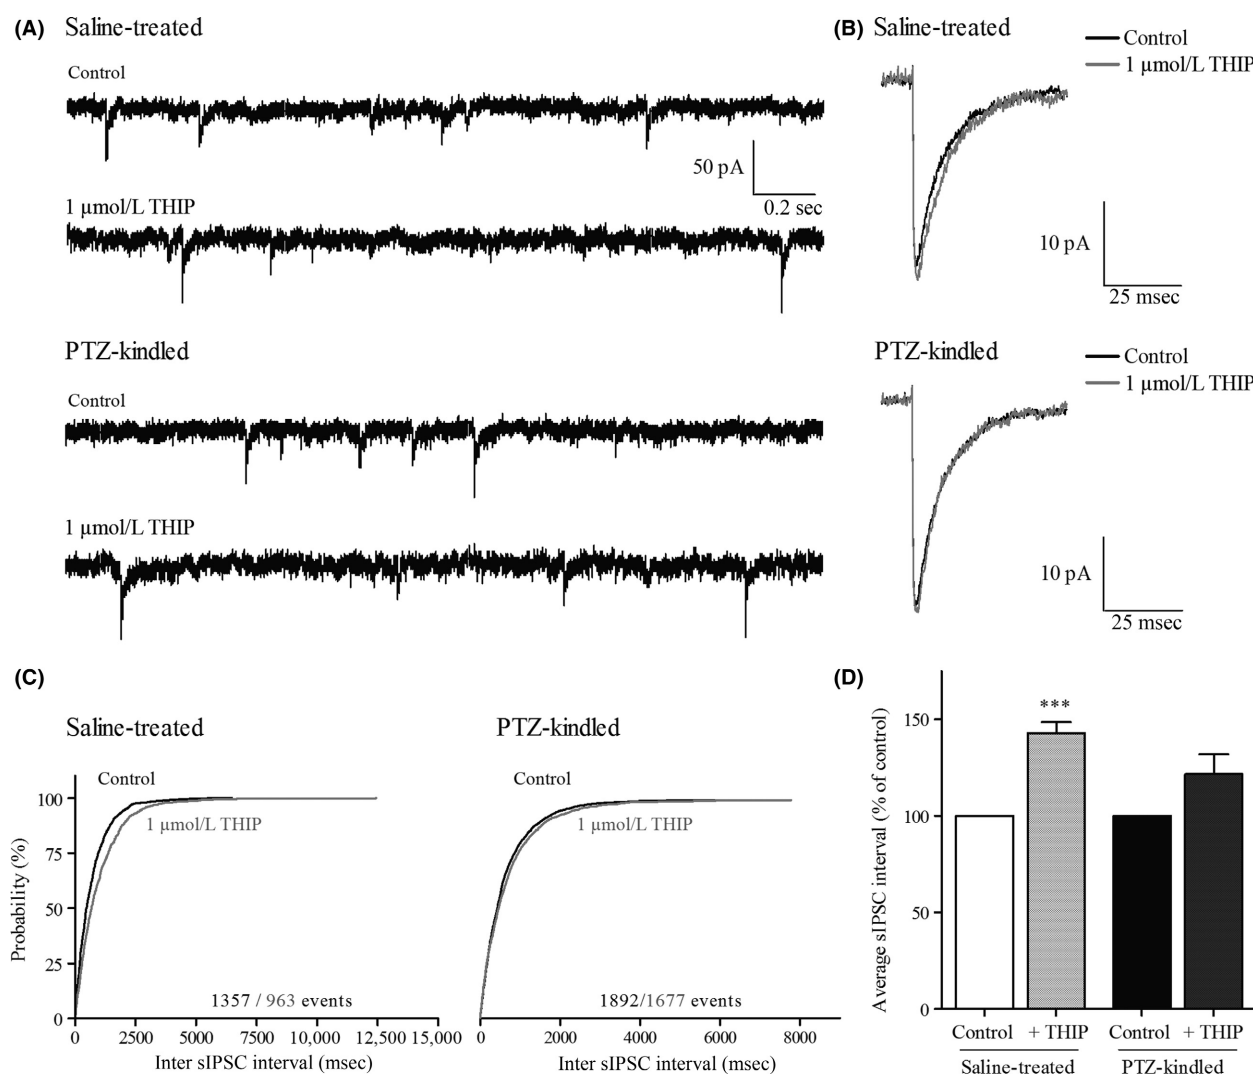 (A) Saline-treated
Control
50 pA
0.2 sec
1 µmol/L THIP
PTZ-kindled
Control
1 µmol/L THIP
(B) Saline-treated
Control
1 µmol/L THIP
10 pA
25 msec
PTZ-kindled
Control
1 µmol/L THIP
10 pA
25 msec
(C)
Saline-treated
Control
1 µmol/L THIP
Probability (%)
100
75
50
25
0
1357 / 963 events
0 2500 5000 7500 10,000 12,500 15,000
Inter sIPSC interval (msec)
PTZ-kindled
Control
1 µmol/L THIP
1892/1677 events
0 2000 4000 6000 8000
Inter sIPSC interval (msec)
(D)
Average sIPSC interval (% of control)
150
100
50
0
***
Control + THIP Control + THIP
Saline-treated PTZ-kindled